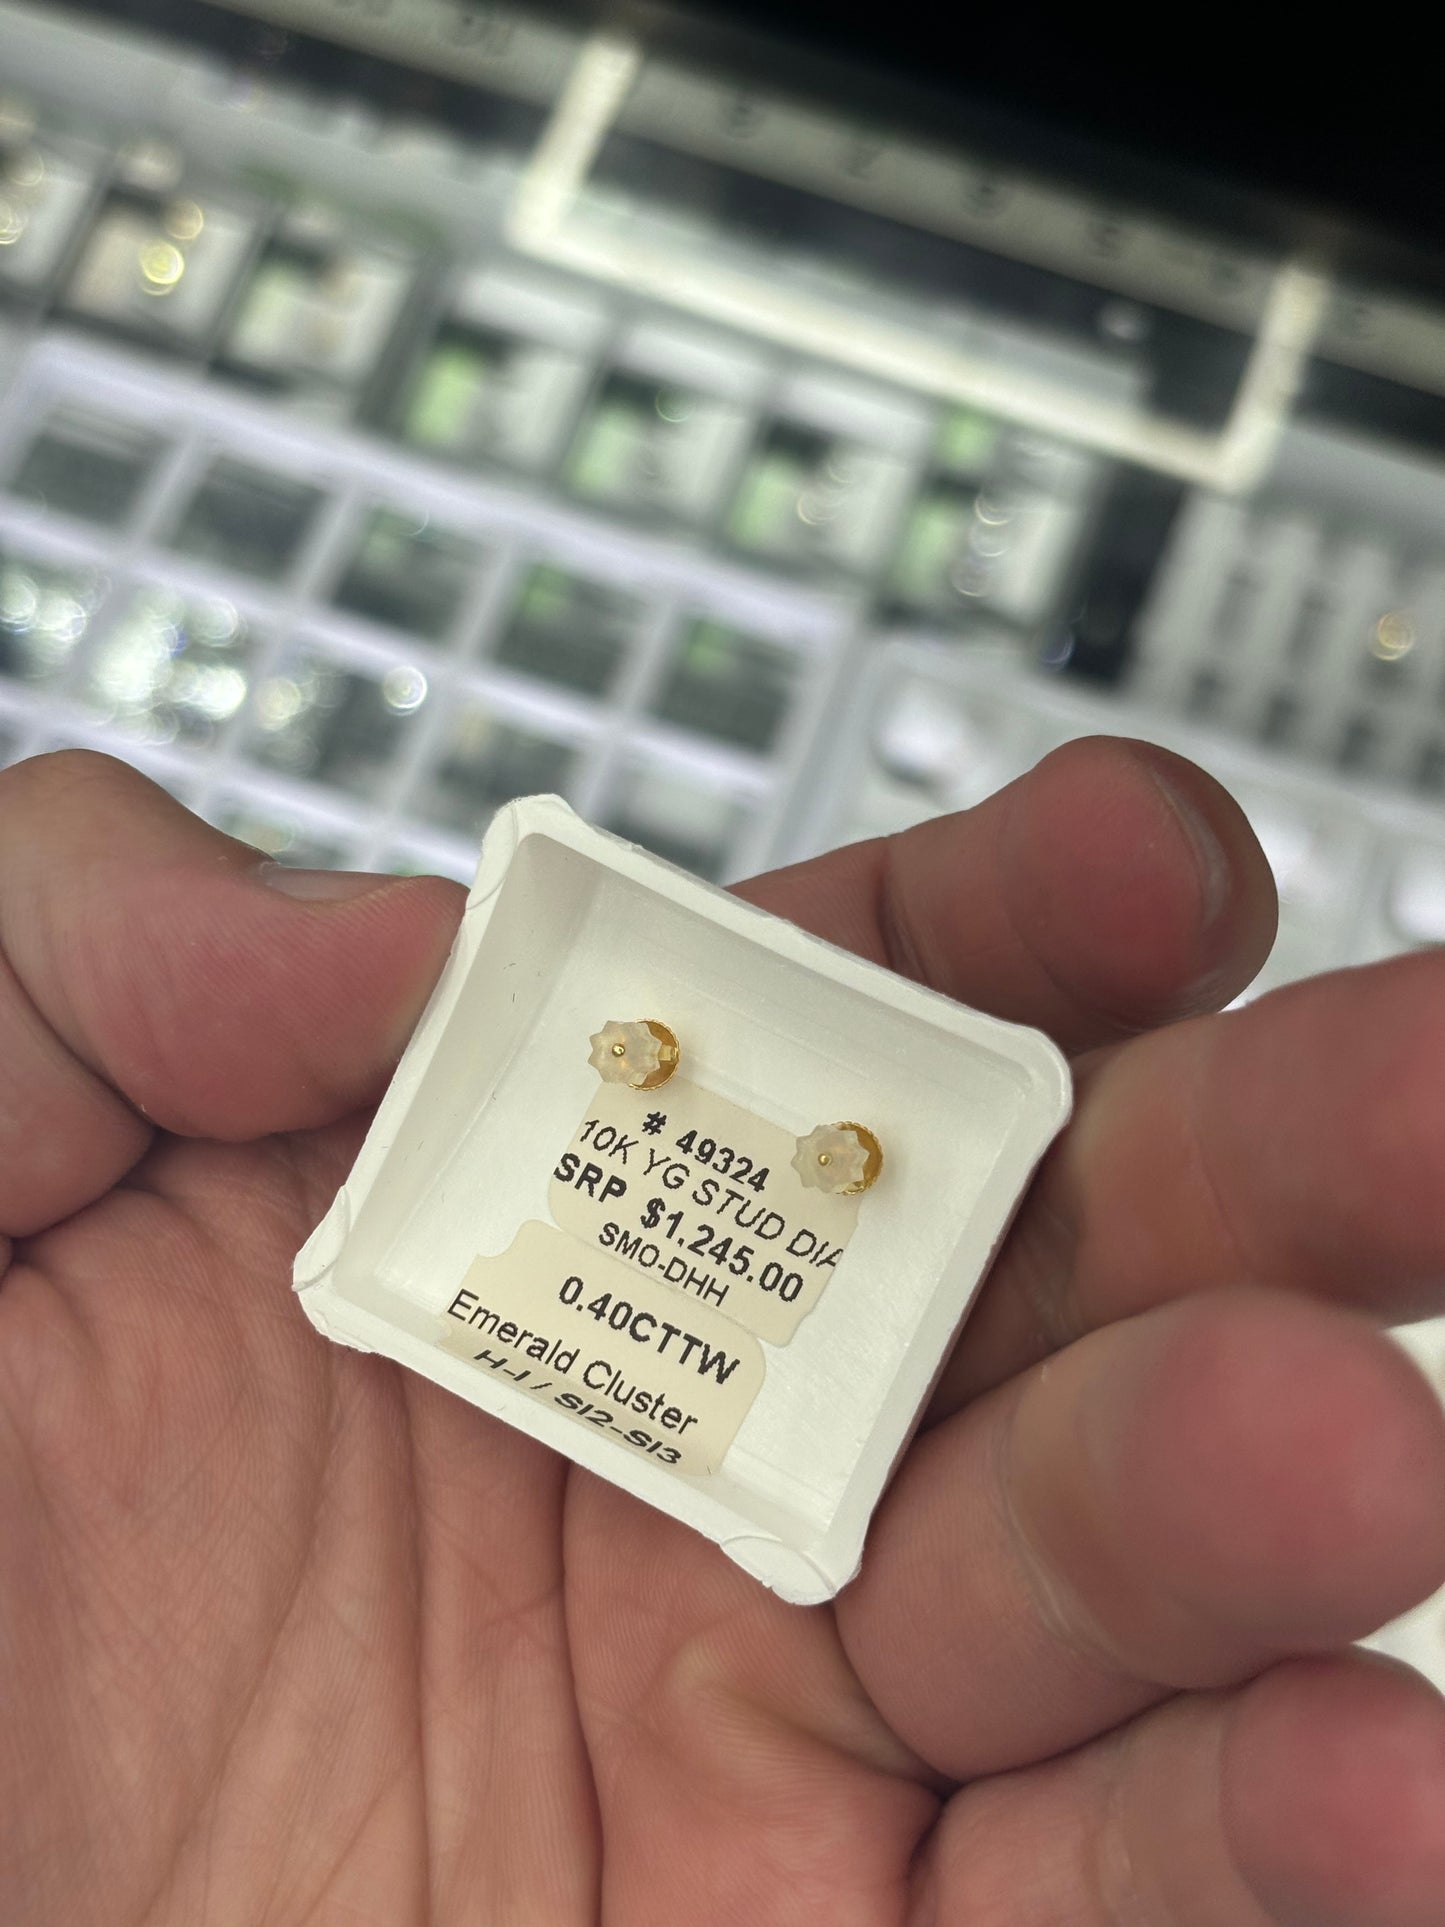 # 49324
10K YG STUD DIA
SRP $1,245.00
SMO-DHH
0.40CTTW
Emerald Cluster
H-I / SI2-SI3